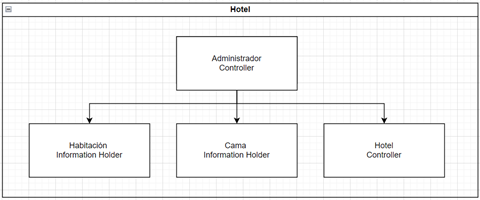 Hotel
Administrador
Controller
Habitación
Information Holder
Cama
Information Holder
Hotel
Controller